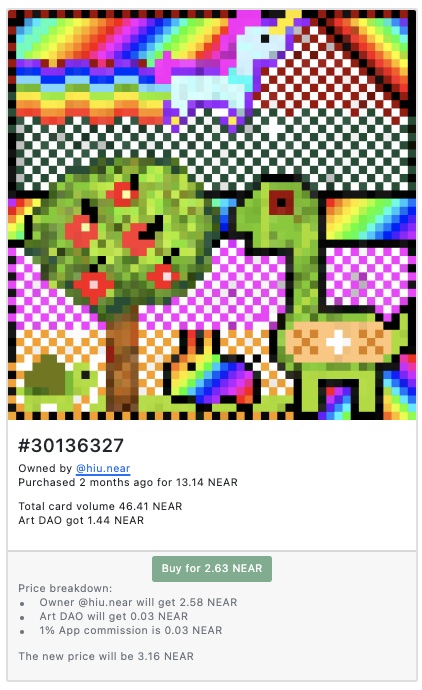 #30136327
Owned by @hiu.near
Purchased 2 months ago for 13.14 NEAR
Total card volume 46.41 NEAR
Art DAO got 1.44 NEAR
Buy for 2.63 NEAR
Price breakdown:
• Owner @hiu.near will get 2.58 NEAR
• Art DAO will get 0.03 NEAR
• 1% App commission is 0.03 NEAR
The new price will be 3.16 NEAR